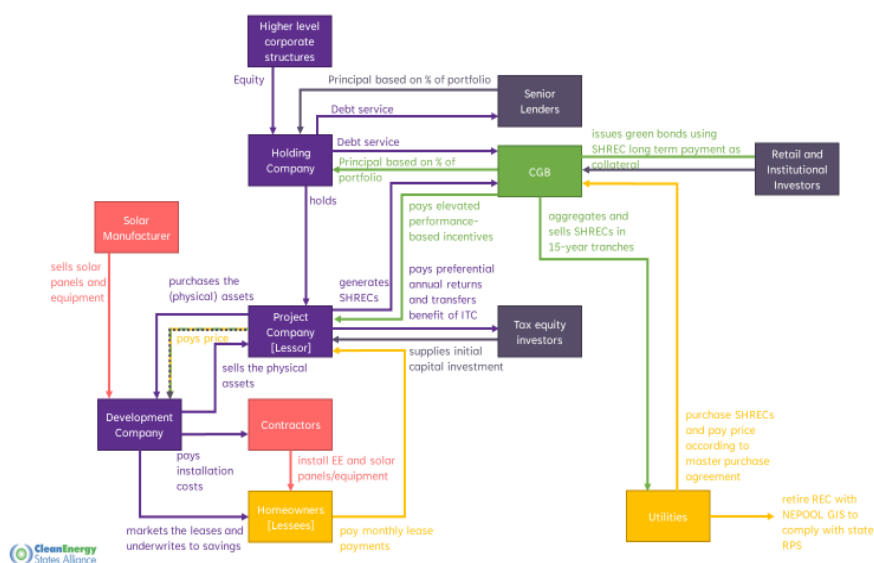 Higher level
corporate
structures
Equity
Principal based on % of portfolio
Senior
Lenders
Debt service
Holding
Company
Debt service
Principal based on % of
portfolio
CGB
issues green bonds using
SHREC long term payment as
collateral
Retail and
Institutional
Investors
holds
Solar
Manufacturer
pays elevated
performance-
based incentives
aggregates and
sells SHRECs in
15-year tranches
sells solar
panels and
equipment
purchases the
(physical) assets
generates
SHRECs
pays preferential
annual returns
and transfers
benefit of ITC
Project
Company
[Lessor]
Tax equity
investors
pays price
supplies initial
capital investment
sells the physical
assets
Development
Company
Contractors
purchase SHRECs
and pay price
according to
master purchase
agreement
pays
installation
costs
install EE and solar
panels/equipment
Homeowners
[Lessees]
Utilities
retire REC with
NEPOOL GIS to
comply with state
RPS
markets the leases and
underwrites to savings
pay monthly lease
payments
CleanEnergy
States Alliance